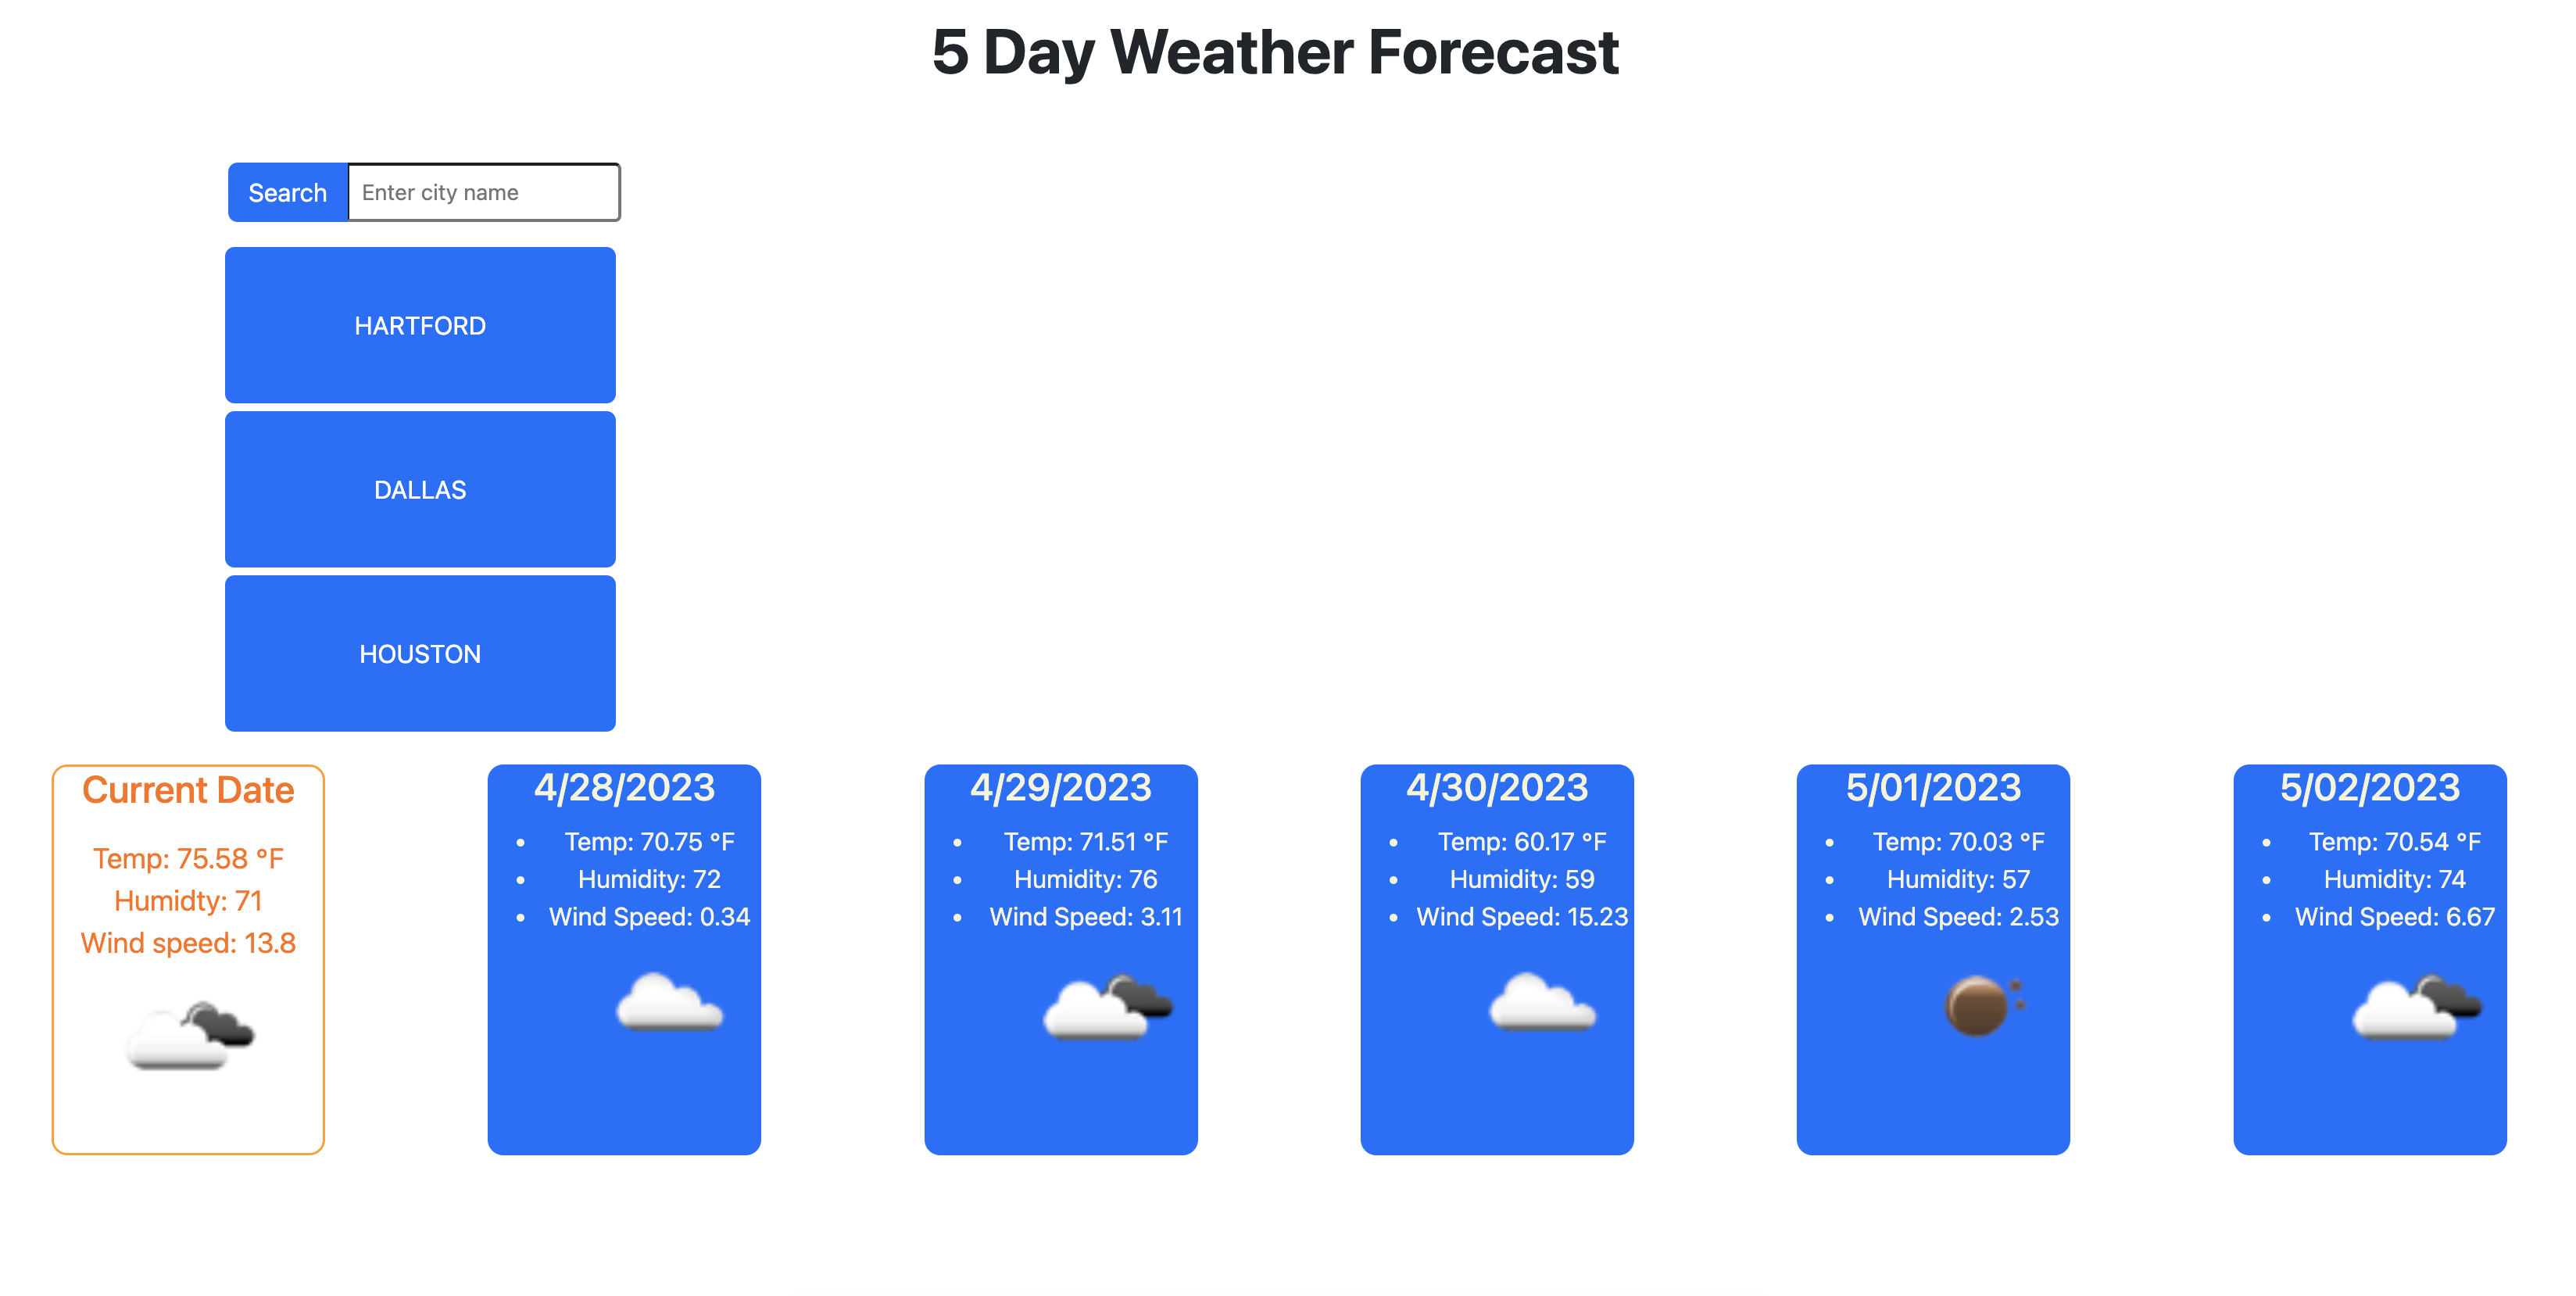 5 Day Weather Forecast
Search
Enter city name
HARTFORD
DALLAS
HOUSTON
Current Date
Temp: 75.58 °F
Humidty: 71
Wind speed: 13.8
4/28/2023
• Temp: 70.75 °F
• Humidity: 72
• Wind Speed: 0.34
4/29/2023
• Temp: 71.51 °F
• Humidity: 76
• Wind Speed: 3.11
4/30/2023
• Temp: 60.17 °F
• Humidity: 59
• Wind Speed: 15.23
5/01/2023
• Temp: 70.03 °F
• Humidity: 57
• Wind Speed: 2.53
5/02/2023
• Temp: 70.54 °F
• Humidity: 74
• Wind Speed: 6.67